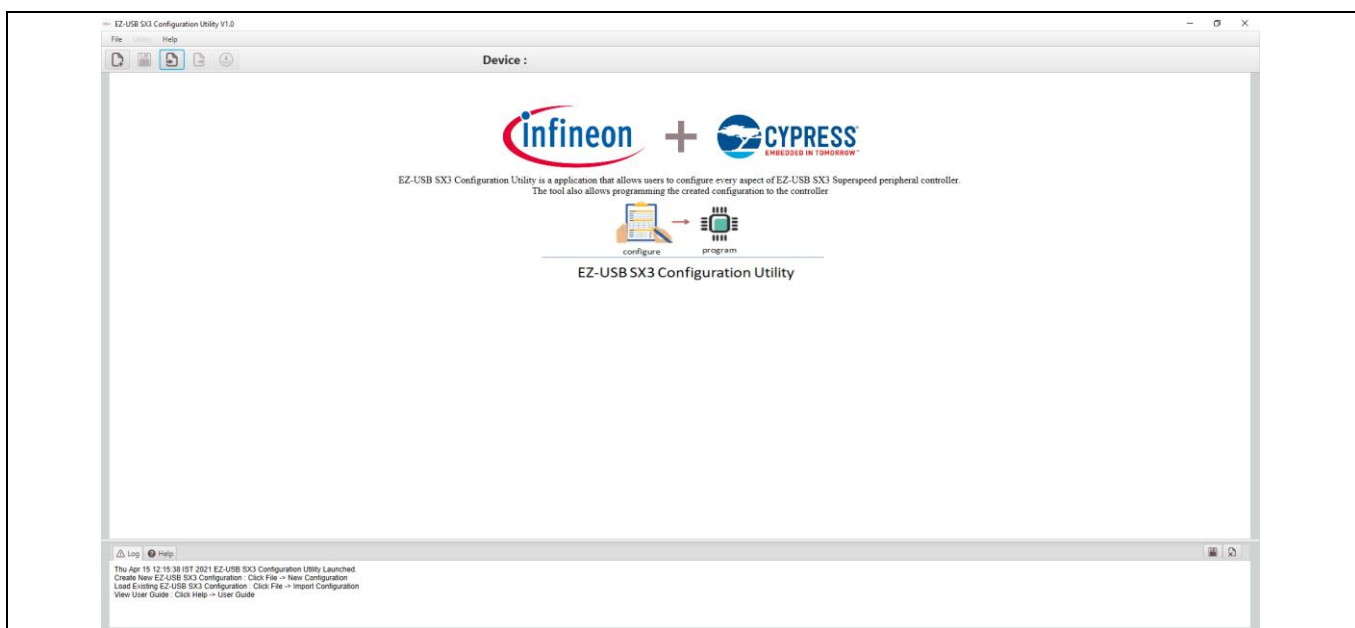 EZ-USB SX3 Configuration Utility V1.0
File Utility Help
Device :
infineon + CYPRESS
EMBEDDED IN TOMORROW™
EZ-USB SX3 Configuration Utility is a application that allows users to configure every aspect of EZ-USB SX3 Superspeed peripheral controller.
The tool also allows programming the created configuration to the controller
configure program
EZ-USB SX3 Configuration Utility
Log Help
Thu Apr 15 12:15:38 IST 2021 EZ-USB SX3 Configuration Utility Launched.
Create New EZ-USB SX3 Configuration : Click File -> New Configuration
Load Existing EZ-USB SX3 Configuration : Click File -> Import Configuration
View User Guide : Click Help -> User Guide